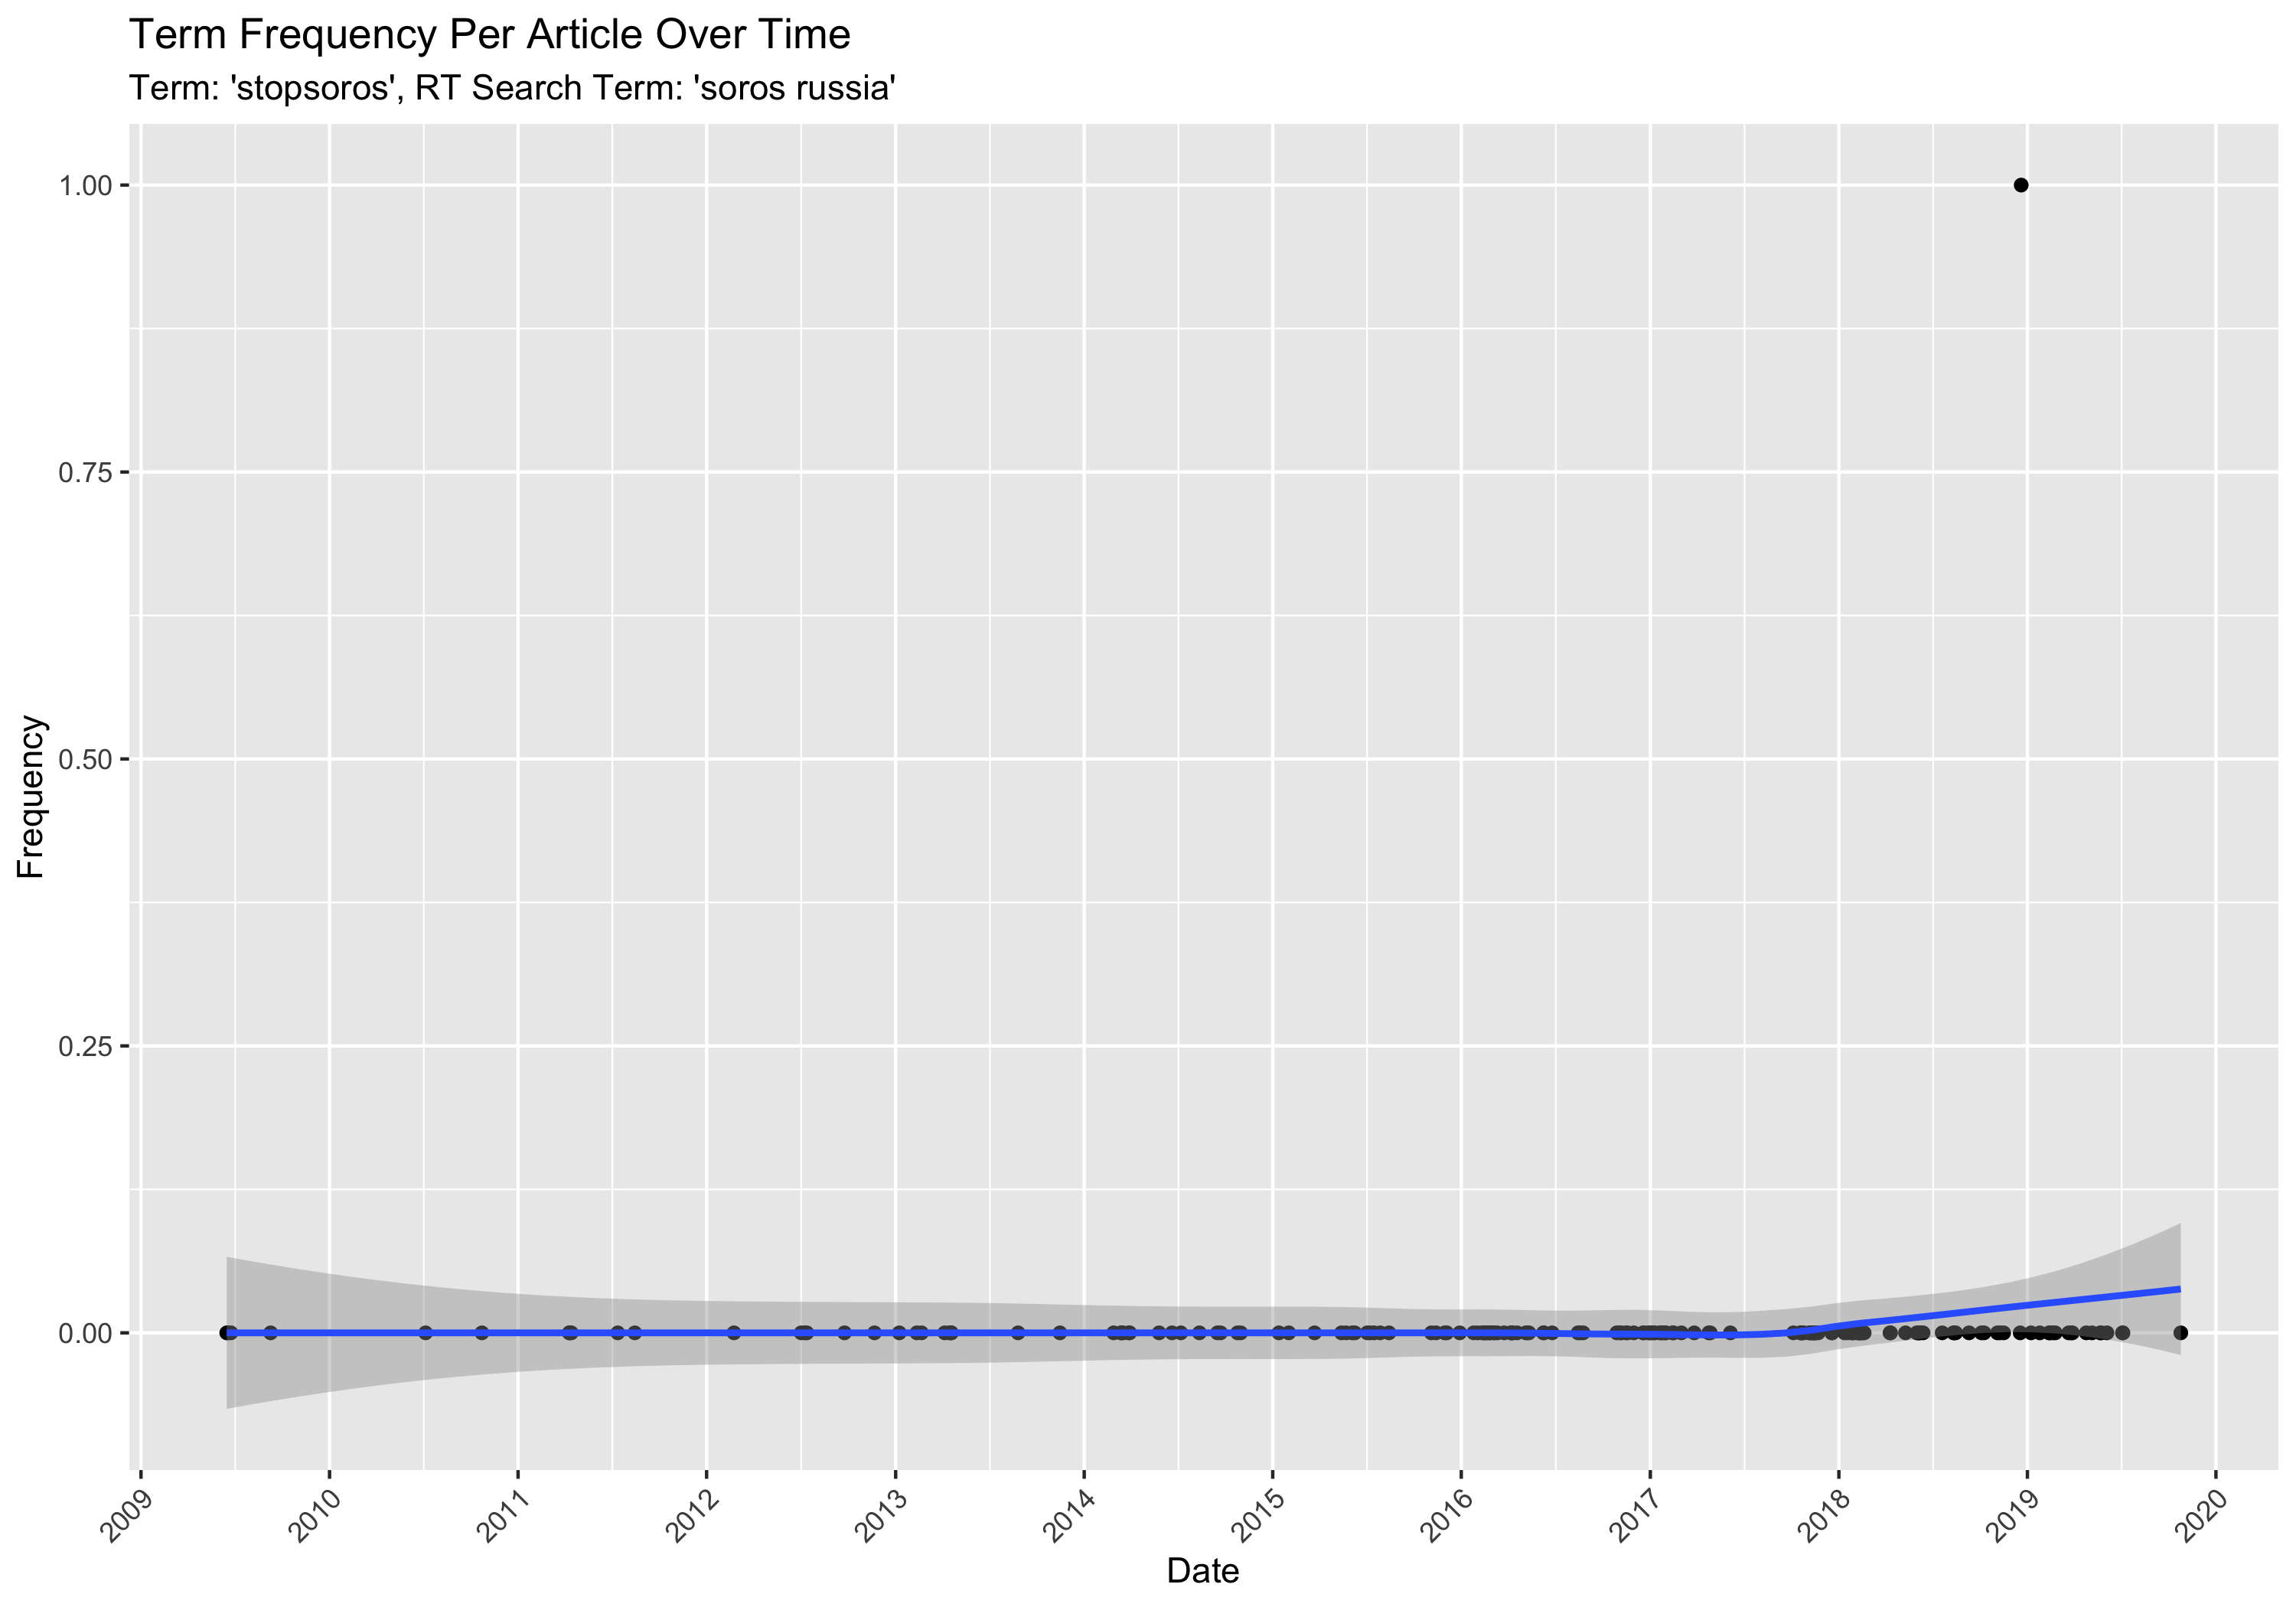 Term Frequency Per Article Over Time
Term: 'stopsoros', RT Search Term: 'soros russia'
1.00
0.75
0.50
0.25
0.00
Frequency
2009 2010 2011 2012 2013 2014 2015 2016 2017 2018 2019 2020
Date